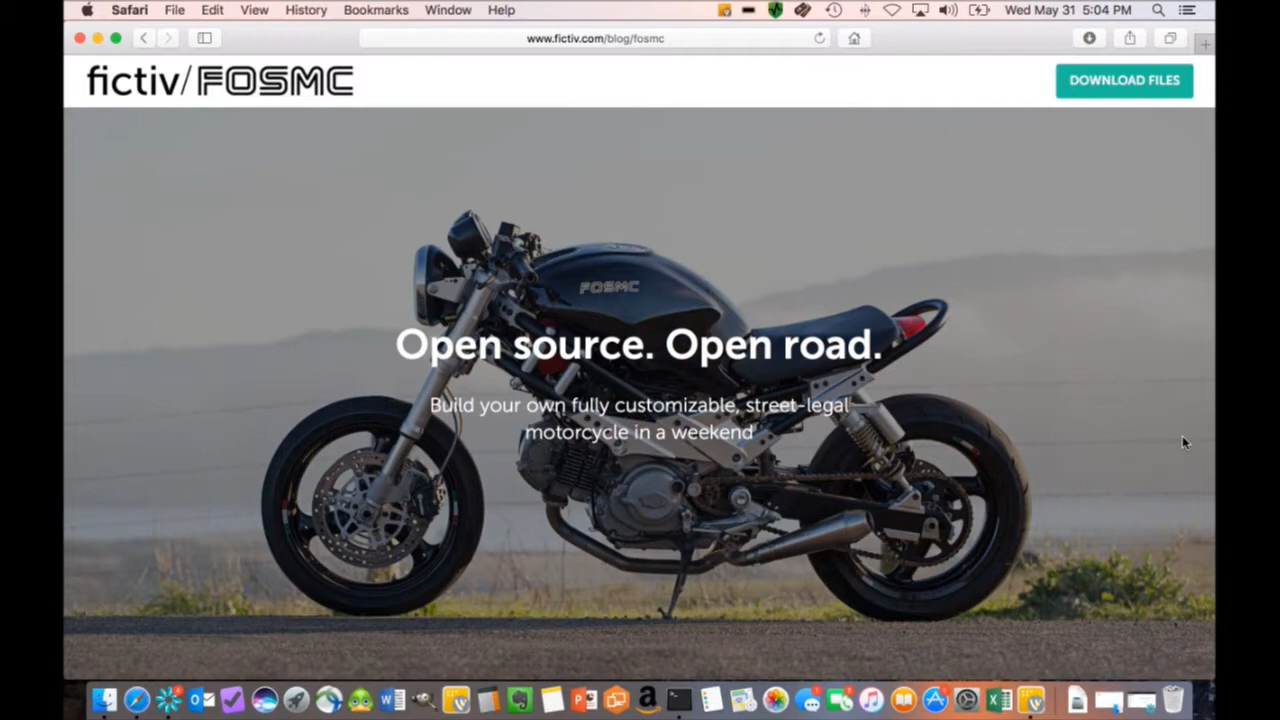 Safari File Edit View History Bookmarks Window Help Wed May 31 5:04 PM
www.fictiv.com/blog/fosmc
fictiv/FOSMC
DOWNLOAD FILES
FOSMC
Open source. Open road.
Build your own fully customizable, street-legal
motorcycle in a weekend